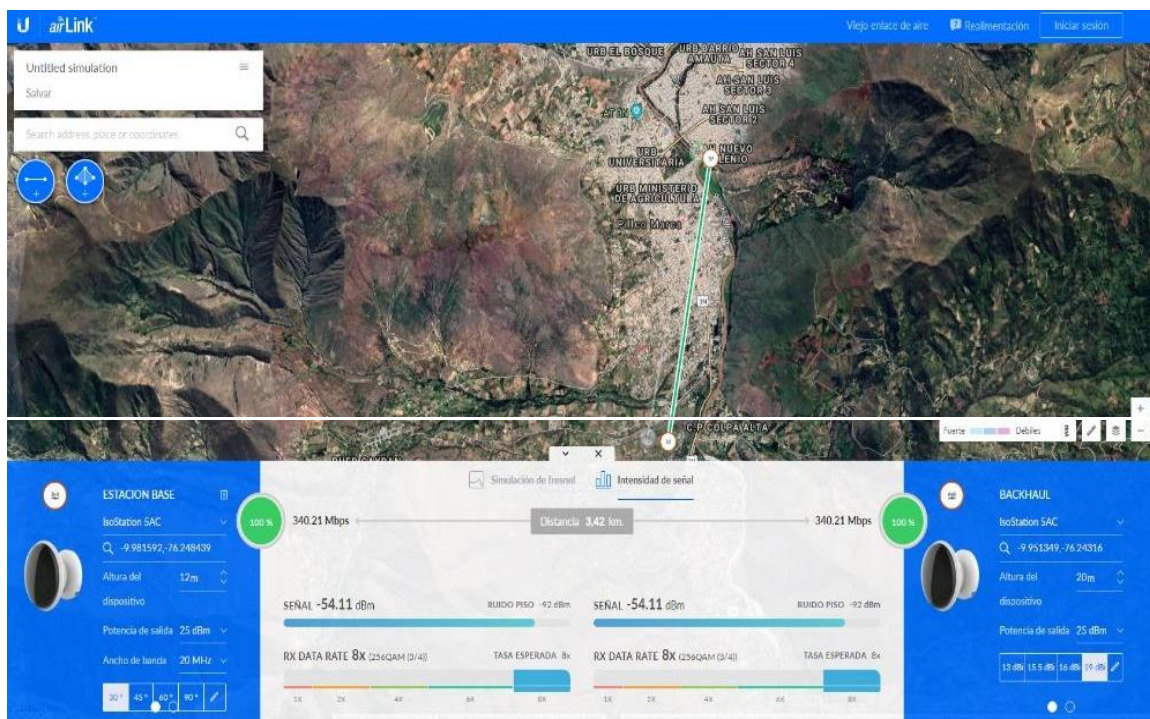 U airLink
Viejo enlace de aire
Realimentación
Iniciar sesión
Untitled simulation
Salvar
Search address, place or coordinates
URB EL BOSQUE
URB DARRIO AMAUTA
AH SAN LUIS SECTOR 4
AH SAN LUIS SECTOR 3
AH SAN LUIS SECTOR 2
URB UNIVERSITARIA
URB MINISTERIO DE AGRICULTURA
Pillco Marca
3N
C.P COLPA ALTA
Fuerte
Debiles
ESTACION BASE
IsoStation 5AC
-9.981592,-76.248439
Altura del dispositivo
12m
Potencia de salida
25 dBm
Ancho de banda
20 MHz
30°
45°
60°
90°
Simulación de fresnel
Intensidad de señal
100 %
340.21 Mbps
Distancia 3,42 km.
340.21 Mbps
100 %
SEÑAL -54.11 dBm
RUIDO PISO -92 dBm
RX DATA RATE 8X (256QAM (3/4))
TASA ESPERADA 8x
1X 2X 4X 6X 8X
SEÑAL -54.11 dBm
RUIDO PISO -92 dBm
RX DATA RATE 8X (256QAM (3/4))
TASA ESPERADA 8x
1X 2X 4X 6X 8X
BACKHAUL
IsoStation 5AC
-9.951349,-76.24316
Altura del dispositivo
20m
Potencia de salida
25 dBm
13 dBi
15.5 dBi
16 dBi
19 dBi